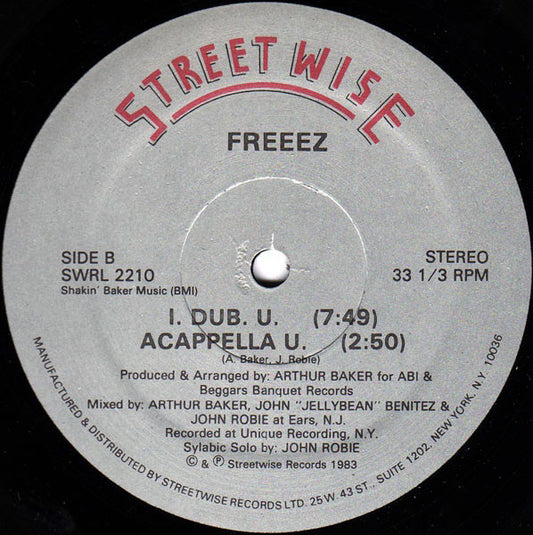 STREETWISE
FREEEZ
SIDE B
SWRL 2210
Shakin' Baker Music (BMI)
STEREO
33 1/3 RPM
I. DUB. U. (7:49)
ACAPPELLA U. (2:50)
(A. Baker, J. Robie)
Produced & Arranged by: ARTHUR BAKER for ABI &
Beggars Banquet Records
Mixed by: ARTHUR BAKER, JOHN "JELLYBEAN" BENITEZ &
JOHN ROBIE at Ears, N.J.
Recorded at Unique Recording, N.Y.
Sylabic Solo by: JOHN ROBIE
© & ℗ Streetwise Records 1983
MANUFACTURED & DISTRIBUTED BY STREETWISE RECORDS LTD. 25 W. 43 ST., SUITE 1202, NEW YORK, N.Y. 10036